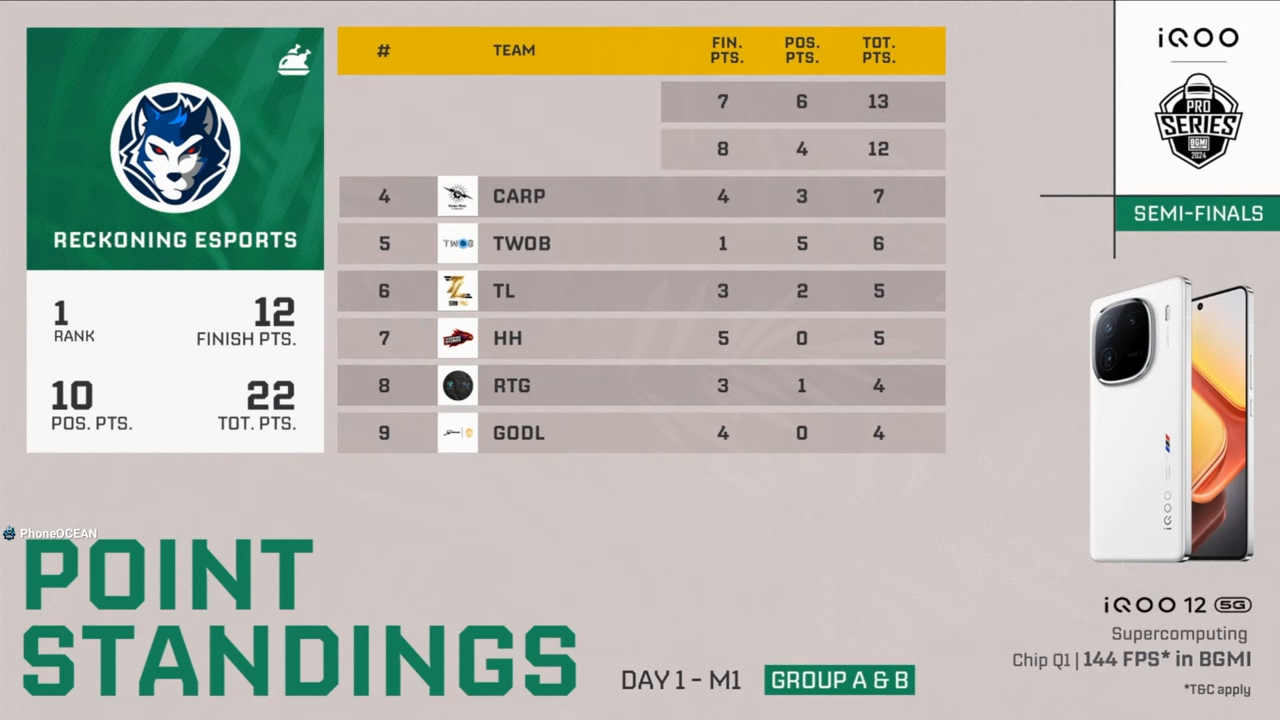 RECKONING ESPORTS
1
RANK
12
FINISH PTS.
10
POS. PTS.
22
TOT. PTS.
# TEAM FIN. PTS. POS. PTS. TOT. PTS.
7 6 13
8 4 12
4 CARP 4 3 7
5 TWOB TWOB 1 5 6
6 TL 3 2 5
7 HH 5 0 5
8 RTG 3 1 4
9 GODL 4 0 4
iQOO
PRO
SERIES
BGMI
2024
SEMI-FINALS
PhoneOCEAN
POINT
STANDINGS
DAY 1 - M1 GROUP A & B
iQOO
iQOO 12 5G
Supercomputing
Chip Q1 | 144 FPS* in BGMI
*T&C apply